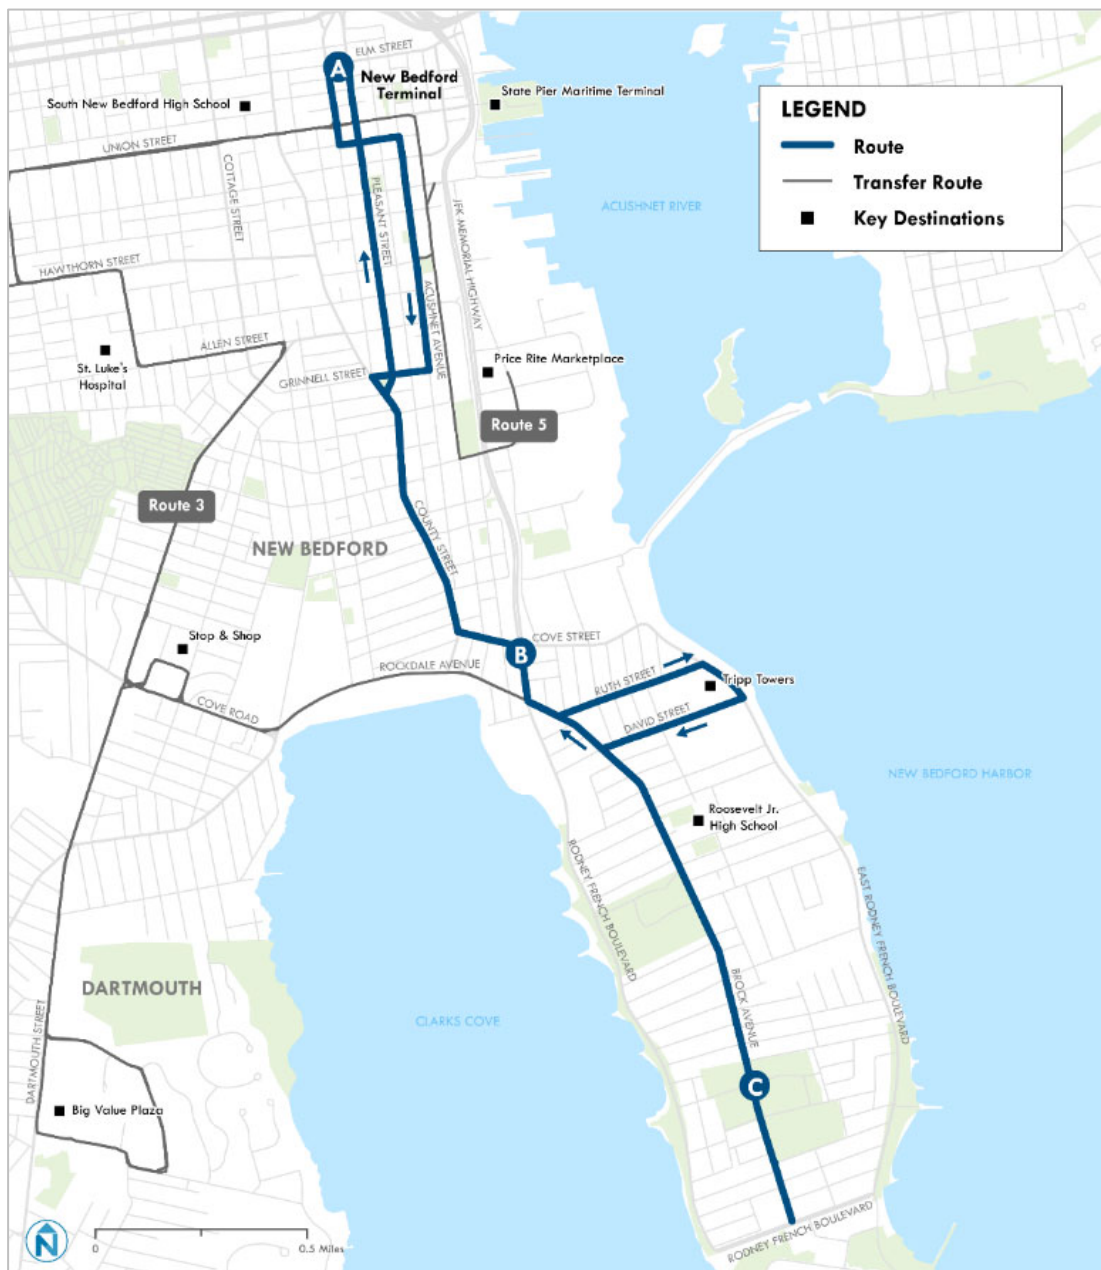 ELM STREET
A
New Bedford
Terminal
South New Bedford High School
State Pier Maritime Terminal
LEGEND
Route
Transfer Route
Key Destinations
UNION STREET
COTTAGE STREET
PLEASANT STREET
JFK MEMORIAL HIGHWAY
ACUSHNET RIVER
HAWTHORN STREET
ACUSHNET AVENUE
ALLEN STREET
St. Luke's
Hospital
GRINNELL STREET
Price Rite Marketplace
Route 5
Route 3
COUNTY STREET
NEW BEDFORD
Stop & Shop
COVE STREET
B
ROCKDALE AVENUE
RUTH STREET
Tripp Towers
COVE ROAD
DAVID STREET
NEW BEDFORD HARBOR
Roosevelt Jr.
High School
RODNEY FRENCH BOULEVARD
EAST RODNEY FRENCH BOULEVARD
DARTMOUTH
BROCK AVENUE
CLARKS COVE
DARTMOUTH STREET
C
Big Value Plaza
RODNEY FRENCH BOULEVARD
N
0
0.5 Miles